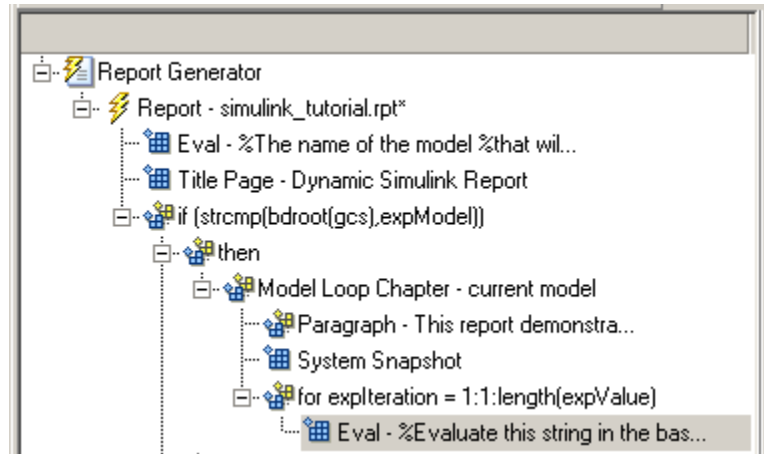 Report Generator
Report - simulink_tutorial.rpt*
Eval - %The name of the model %that wil...
Title Page - Dynamic Simulink Report
if (strcmp(bdroot(gcs),expModel))
then
Model Loop Chapter - current model
Paragraph - This report demonstra...
System Snapshot
for expIteration = 1:1:length(expValue)
Eval - %Evaluate this string in the bas...